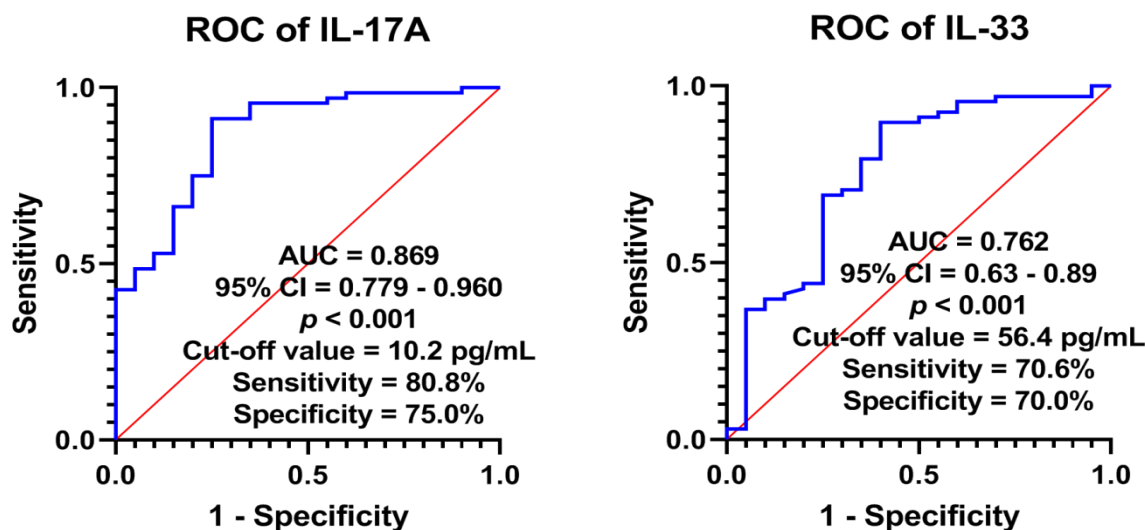 ROC of IL-17A
1.0
0.5
0.0
Sensitivity
AUC = 0.869
95% CI = 0.779 - 0.960
p < 0.001
Cut-off value = 10.2 pg/mL
Sensitivity = 80.8%
Specificity = 75.0%
0.0 0.5 1.0
1 - Specificity
ROC of IL-33
1.0
0.5
0.0
Sensitivity
AUC = 0.762
95% CI = 0.63 - 0.89
p < 0.001
Cut-off value = 56.4 pg/mL
Sensitivity = 70.6%
Specificity = 70.0%
0.0 0.5 1.0
1 - Specificity